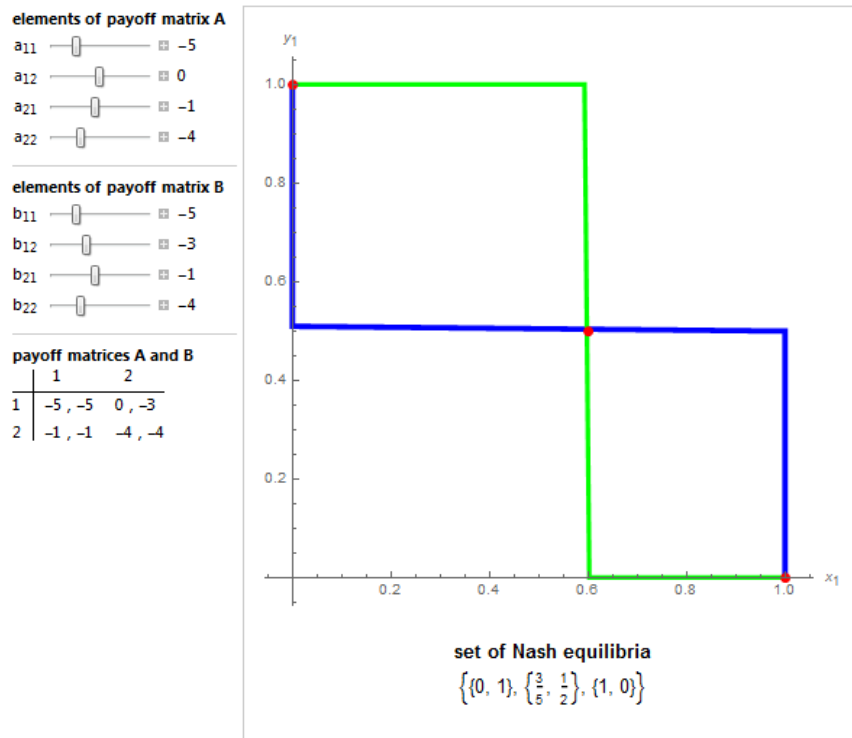 elements of payoff matrix A
a11 −5
a12 0
a21 −1
a22 −4
elements of payoff matrix B
b11 −5
b12 −3
b21 −1
b22 −4
payoff matrices A and B
1 2
1 −5 , −5 0 , −3
2 −1 , −1 −4 , −4
y1
1.0
0.8
0.6
0.4
0.2
0.2 0.4 0.6 0.8 1.0 x1
set of Nash equilibria
{{0, 1}, {3/5, 1/2}, {1, 0}}